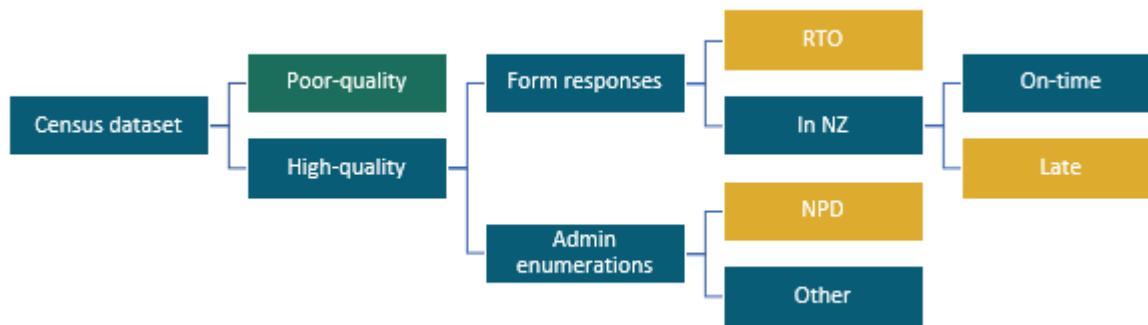 Census dataset
Poor-quality
High-quality
Form responses
Admin
enumerations
RTO
In NZ
NPD
Other
On-time
Late